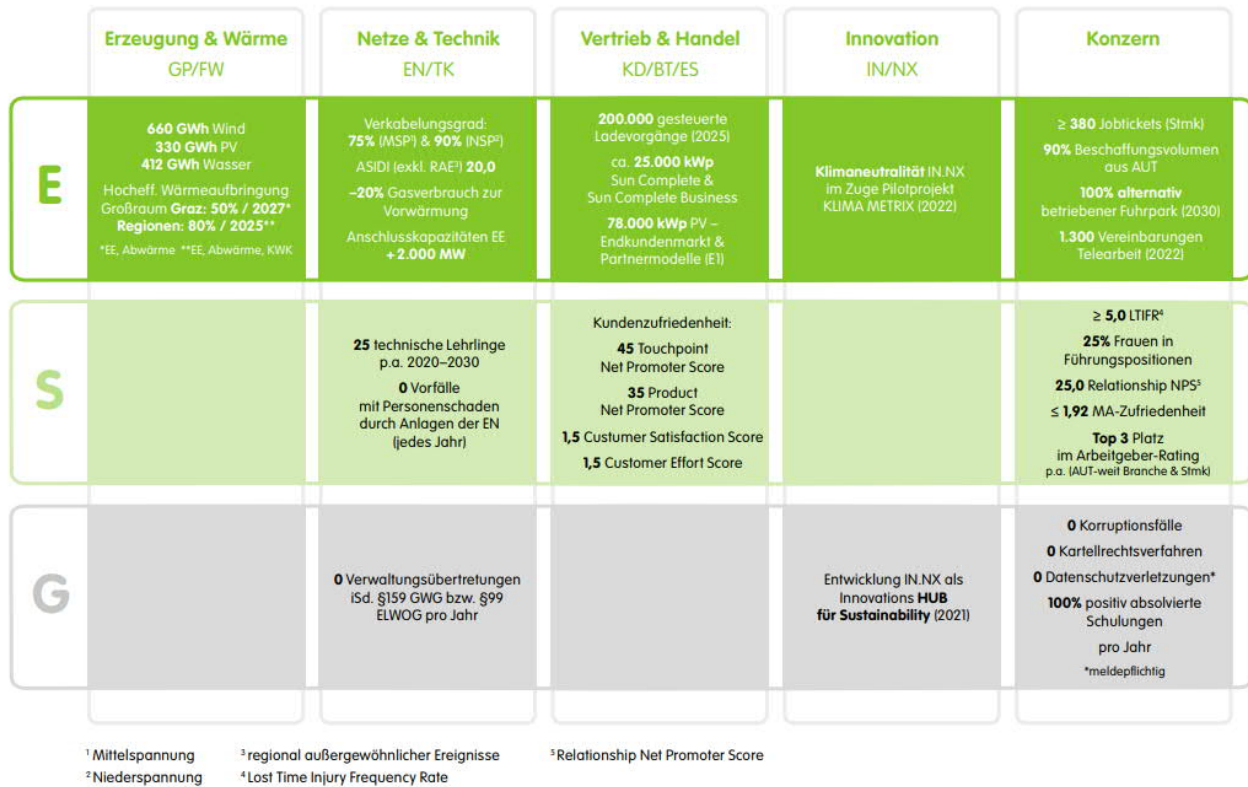 Erzeugung & Wärme
GP/FW
Netze & Technik
EN/TK
Vertrieb & Handel
KD/BT/ES
Innovation
IN/NX
Konzern
E
660 GWh Wind
330 GWh PV
412 GWh Wasser
Hocheff. Wärmeaufbringung
Großraum Graz: 50% / 2027*
Regionen: 80% / 2025**
*EE, Abwärme **EE, Abwärme, KWK
Verkabelungsgrad:
75% (MSP¹) & 90% (NSP²)
ASIDI (exkl. RAE³) 20,0
–20% Gasverbrauch zur
Vorwärmung
Anschlusskapazitäten EE
+2.000 MW
200.000 gesteuerte
Ladevorgänge (2025)
ca. 25.000 kWp
Sun Complete &
Sun Complete Business
78.000 kWp PV –
Endkundenmarkt &
Partnermodelle (E1)
Klimaneutralität IN.NX
im Zuge Pilotprojekt
KLIMA METRIX (2022)
≥ 380 Jobtickets (Stmk)
90% Beschaffungsvolumen
aus AUT
100% alternativ
betriebener Fuhrpark (2030)
1.300 Vereinbarungen
Telearbeit (2022)
S
25 technische Lehrlinge
p.a. 2020–2030
0 Vorfälle
mit Personenschaden
durch Anlagen der EN
(jedes Jahr)
Kundenzufriedenheit:
45 Touchpoint
Net Promoter Score
35 Product
Net Promoter Score
1,5 Custumer Satisfaction Score
1,5 Customer Effort Score
≥ 5,0 LTIFR⁴
25% Frauen in
Führungspositionen
25,0 Relationship NPS⁵
≤ 1,92 MA-Zufriedenheit
Top 3 Platz
im Arbeitgeber-Rating
p.a. (AUT-weit Branche & Stmk)
G
0 Verwaltungsübertretungen
iSd. §159 GWG bzw. §99
ELWOG pro Jahr
Entwicklung IN.NX als
Innovations HUB
für Sustainability (2021)
0 Korruptionsfälle
0 Kartellrechtsverfahren
0 Datenschutzverletzungen*
100% positiv absolvierte
Schulungen
pro Jahr
*meldepflichtig
¹ Mittelspannung
² Niederspannung
³ regional außergewöhnlicher Ereignisse
⁴ Lost Time Injury Frequency Rate
⁵ Relationship Net Promoter Score